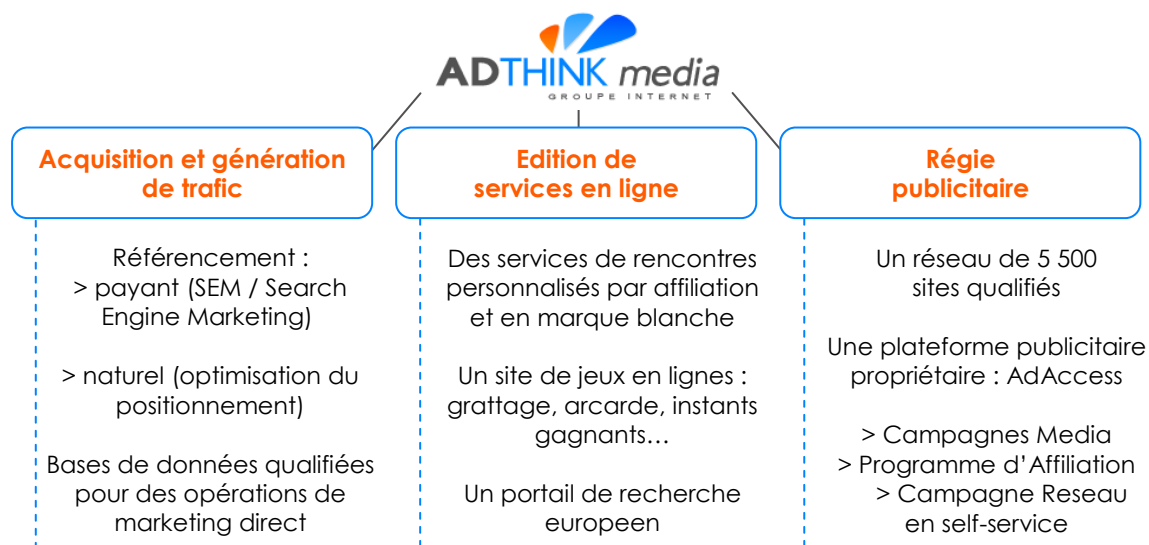 ADTHINK media
GROUPE INTERNET
Acquisition et génération
de trafic
Référencement :
> payant (SEM / Search
Engine Marketing)
> naturel (optimisation du
positionnement)
Bases de données qualifiées
pour des opérations de
marketing direct
Edition de
services en ligne
Des services de rencontres
personnalisés par affiliation
et en marque blanche
Un site de jeux en lignes :
grattage, arcarde, instants
gagnants…
Un portail de recherche
europeen
Régie
publicitaire
Un réseau de 5 500
sites qualifiés
Une plateforme publicitaire
propriétaire : AdAccess
> Campagnes Media
> Programme d’Affiliation
> Campagne Reseau
en self-service